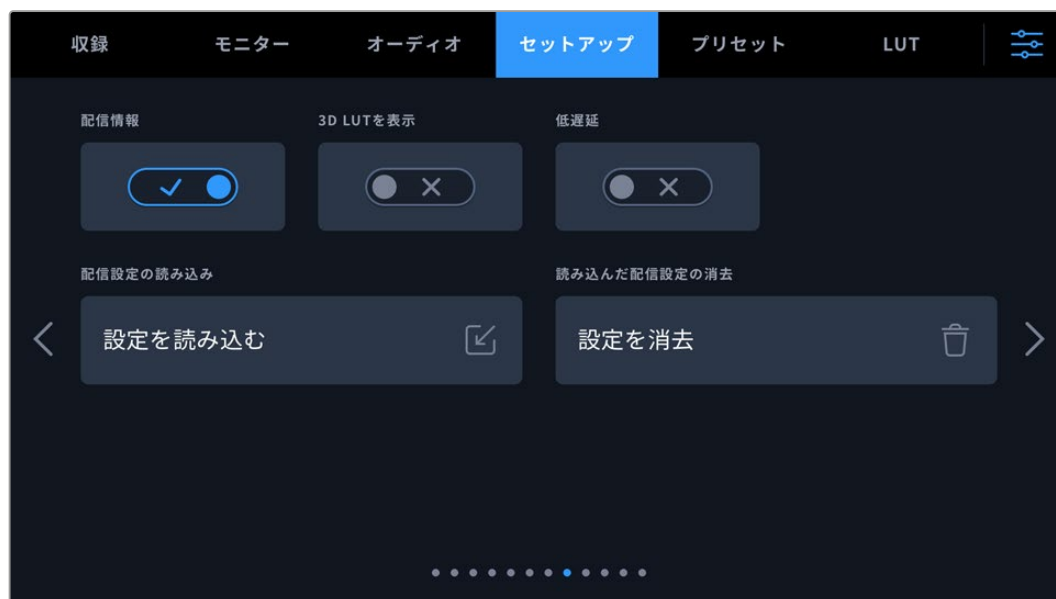 収録 モニター オーディオ セットアップ プリセット LUT
配信情報 3D LUTを表示 低遅延
配信設定の読み込み 読み込んだ配信設定の消去
設定を読み込む 設定を消去